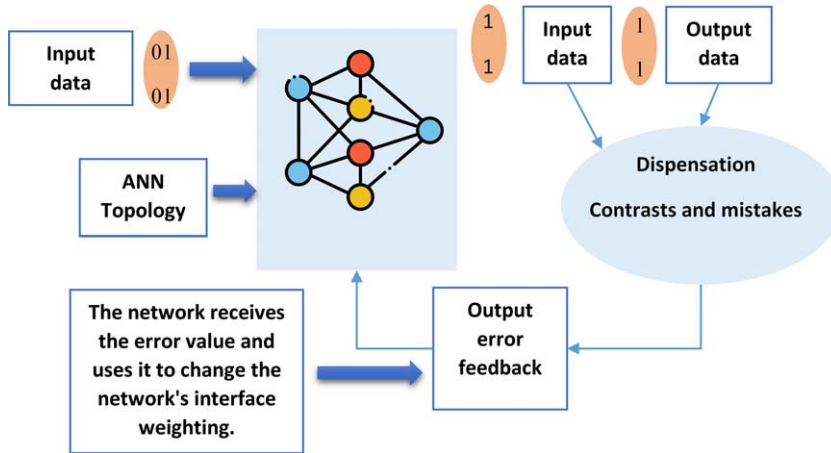 Input
data
01
01
1
1
Input
data
1
1
Output
data
ANN
Topology
Dispensation
Contrasts and mistakes
The network receives
the error value and
uses it to change the
network's interface
weighting.
Output
error
feedback